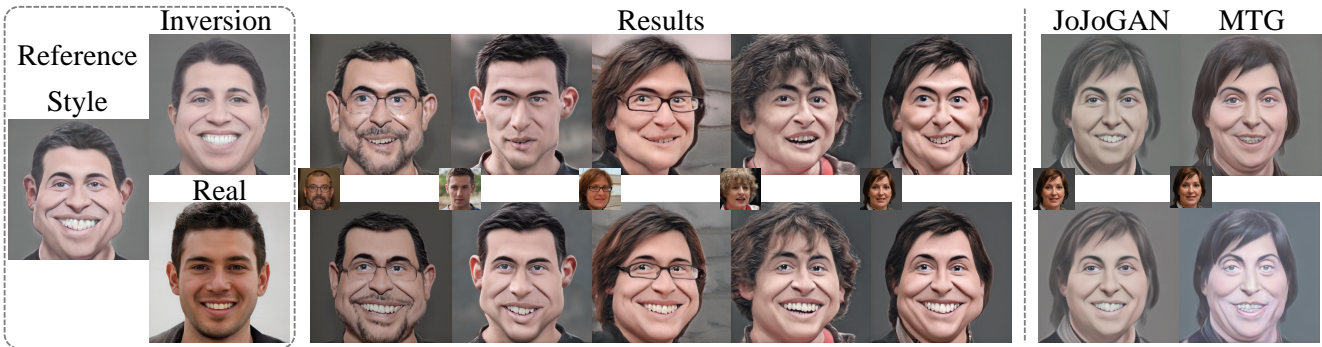 Inversion
Results
JoJoGAN
MTG
Reference
Style
Real